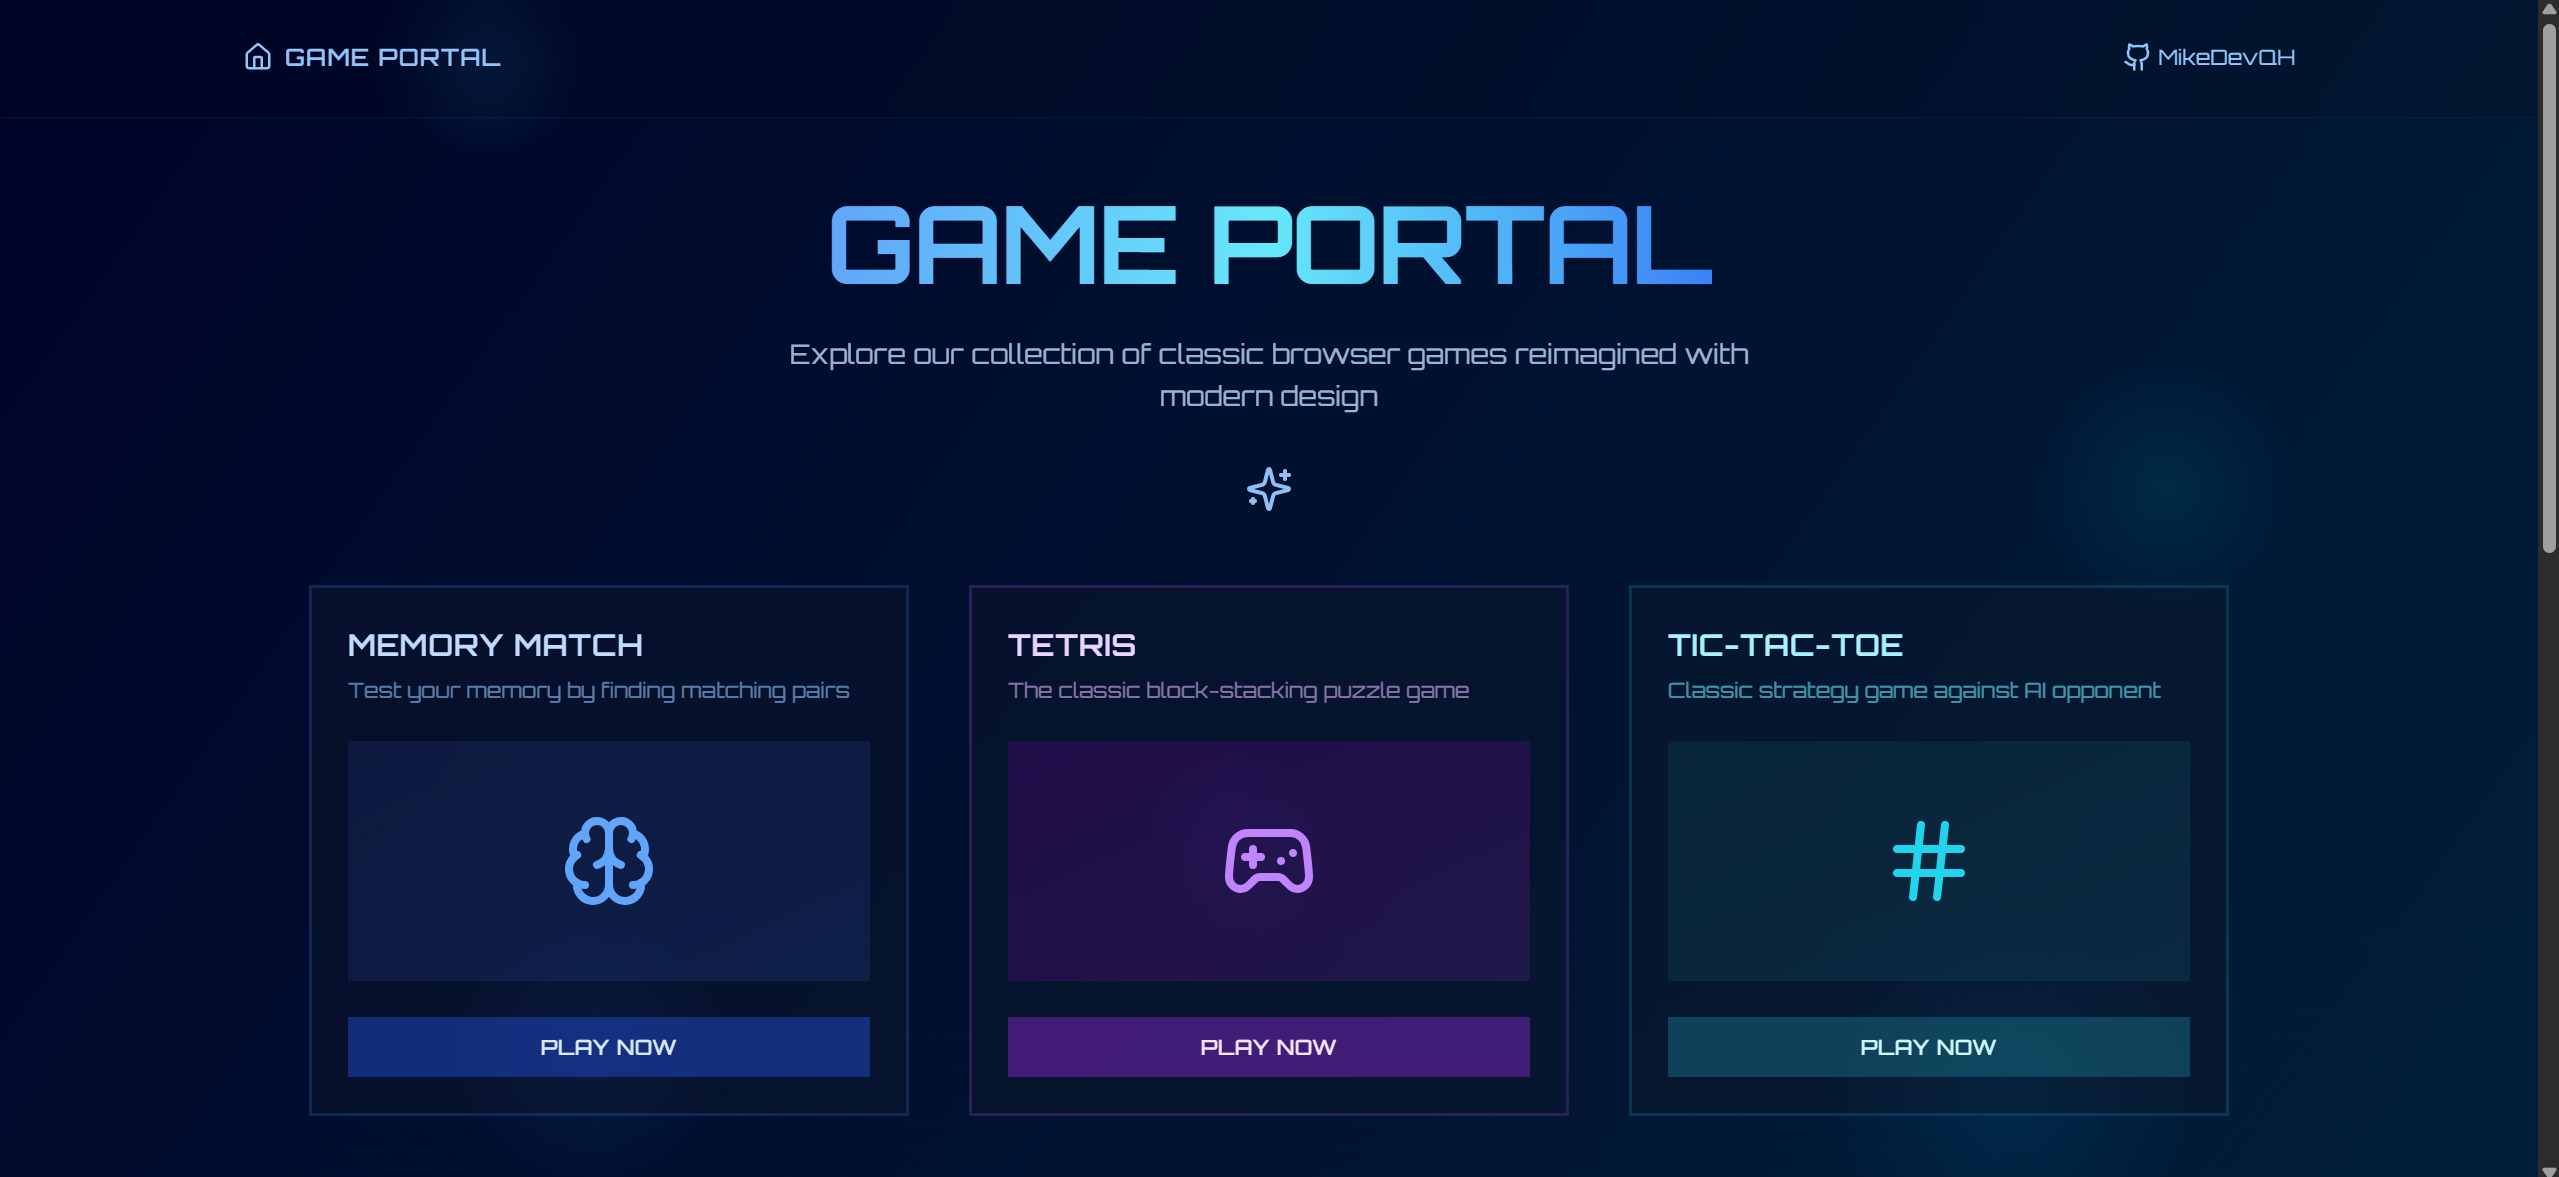 GAME PORTAL
MikeDevQH
GAME PORTAL
Explore our collection of classic browser games reimagined with
modern design
MEMORY MATCH
Test your memory by finding matching pairs
PLAY NOW
TETRIS
The classic block-stacking puzzle game
PLAY NOW
TIC-TAC-TOE
Classic strategy game against AI opponent
PLAY NOW